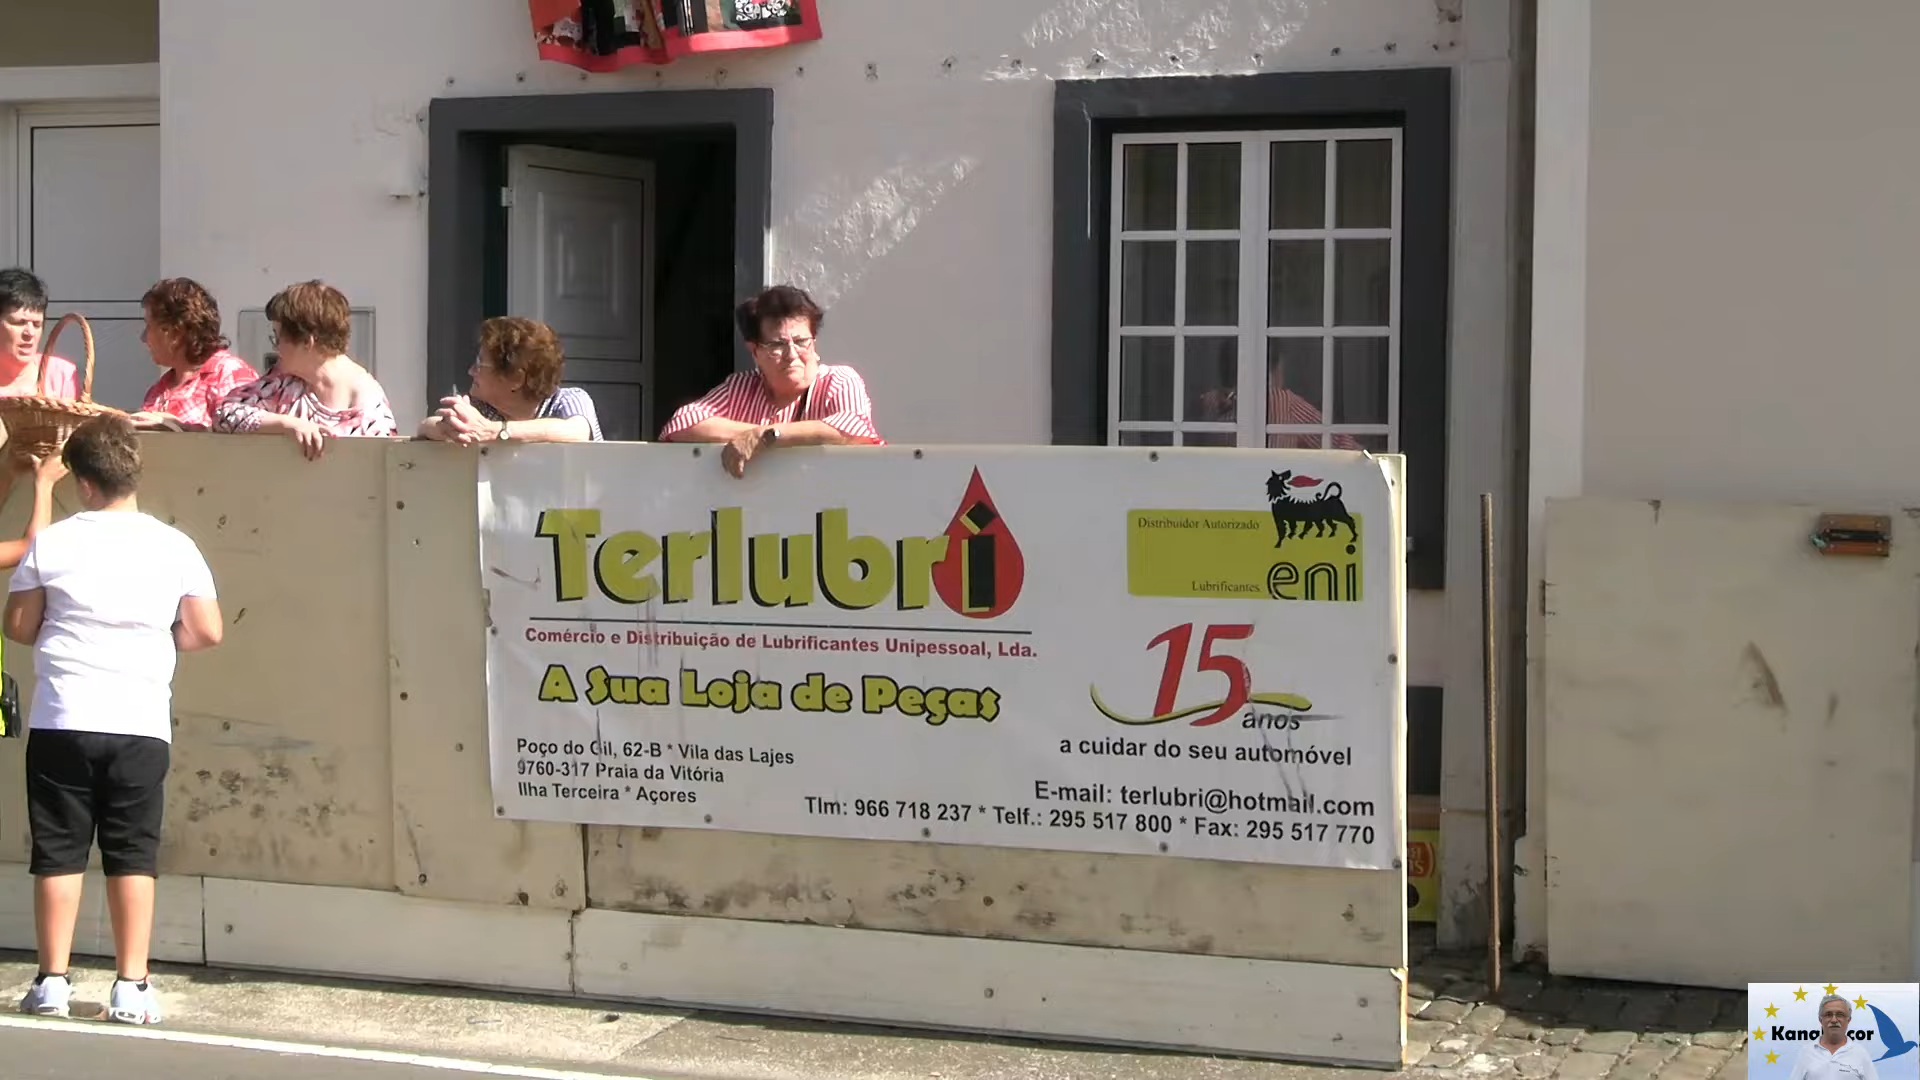 Terlubri
Comércio e Distribuição de Lubrificantes Unipessoal, Lda.
A Sua Loja de Peças
Poço do Gil, 62-B * Vila das Lajes
9760-317 Praia da Vitória
Ilha Terceira * Açores
Distribuidor Autorizado
Lubrificantes
eni
15
anos
a cuidar do seu automóvel
E-mail: terlubri@hotmail.com
Tlm: 966 718 237 * Telf.: 295 517 800 * Fax: 295 517 770